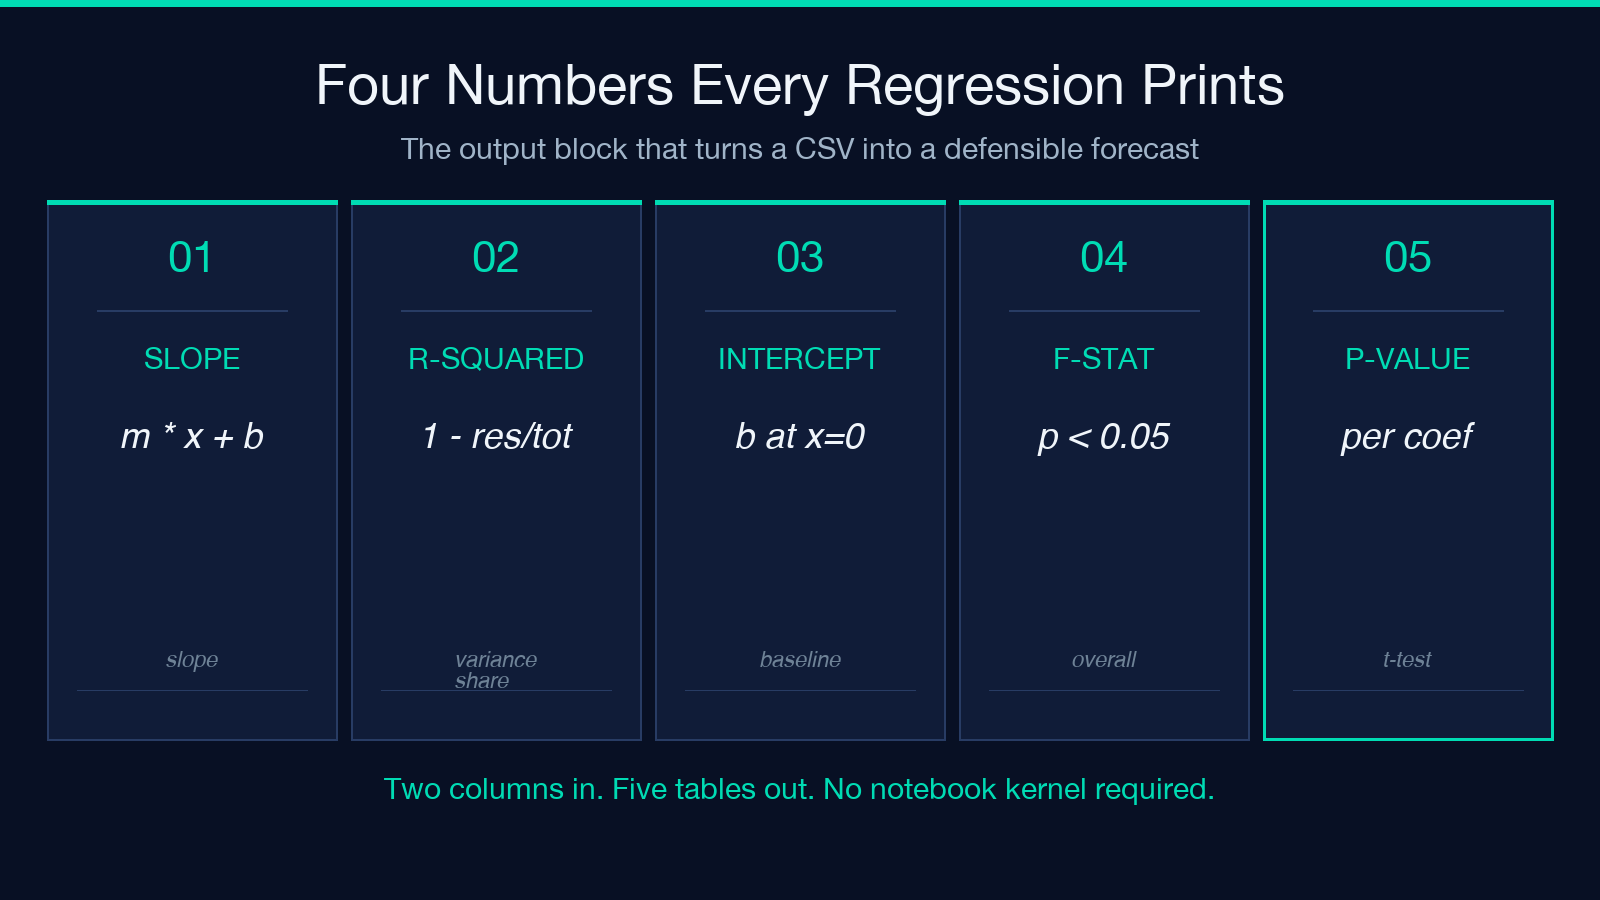 Four Numbers Every Regression Prints
The output block that turns a CSV into a defensible forecast
01
SLOPE
m * x + b
slope
02
R-SQUARED
1 - res/tot
variance
share
03
INTERCEPT
b at x=0
baseline
04
F-STAT
p < 0.05
overall
05
P-VALUE
per coef
t-test
Two columns in. Five tables out. No notebook kernel required.